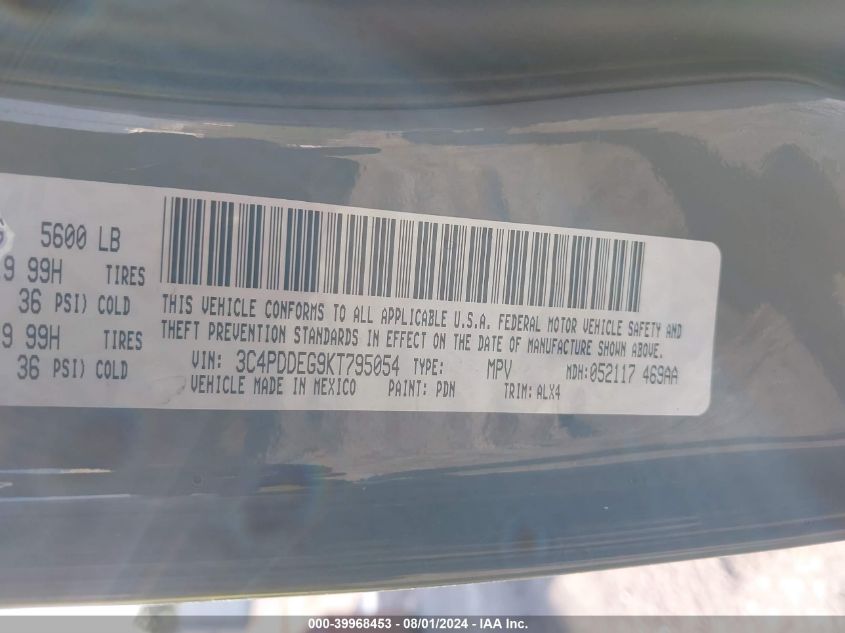 5600 LB
9 99H TIRES
36 PSI) COLD
9 99H TIRES
36 PSI) COLD
THIS VEHICLE CONFORMS TO ALL APPLICABLE U.S.A. FEDERAL MOTOR VEHICLE SAFETY AND
THEFT PREVENTION STANDARDS IN EFFECT ON THE DATE OF MANUFACTURE SHOWN ABOVE.
VIN: 3C4PDDEG9KT795054 TYPE: MPV MDH: 052117 469AA
VEHICLE MADE IN MEXICO PAINT: PDN TRIM: ALX4
000-39968453 - 08/01/2024 - IAA Inc.